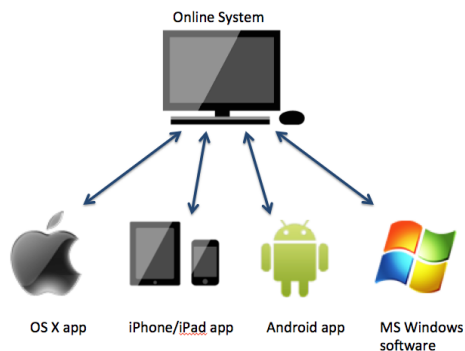 Online System
OS X app
iPhone/iPad app
Android app
MS Windows
software